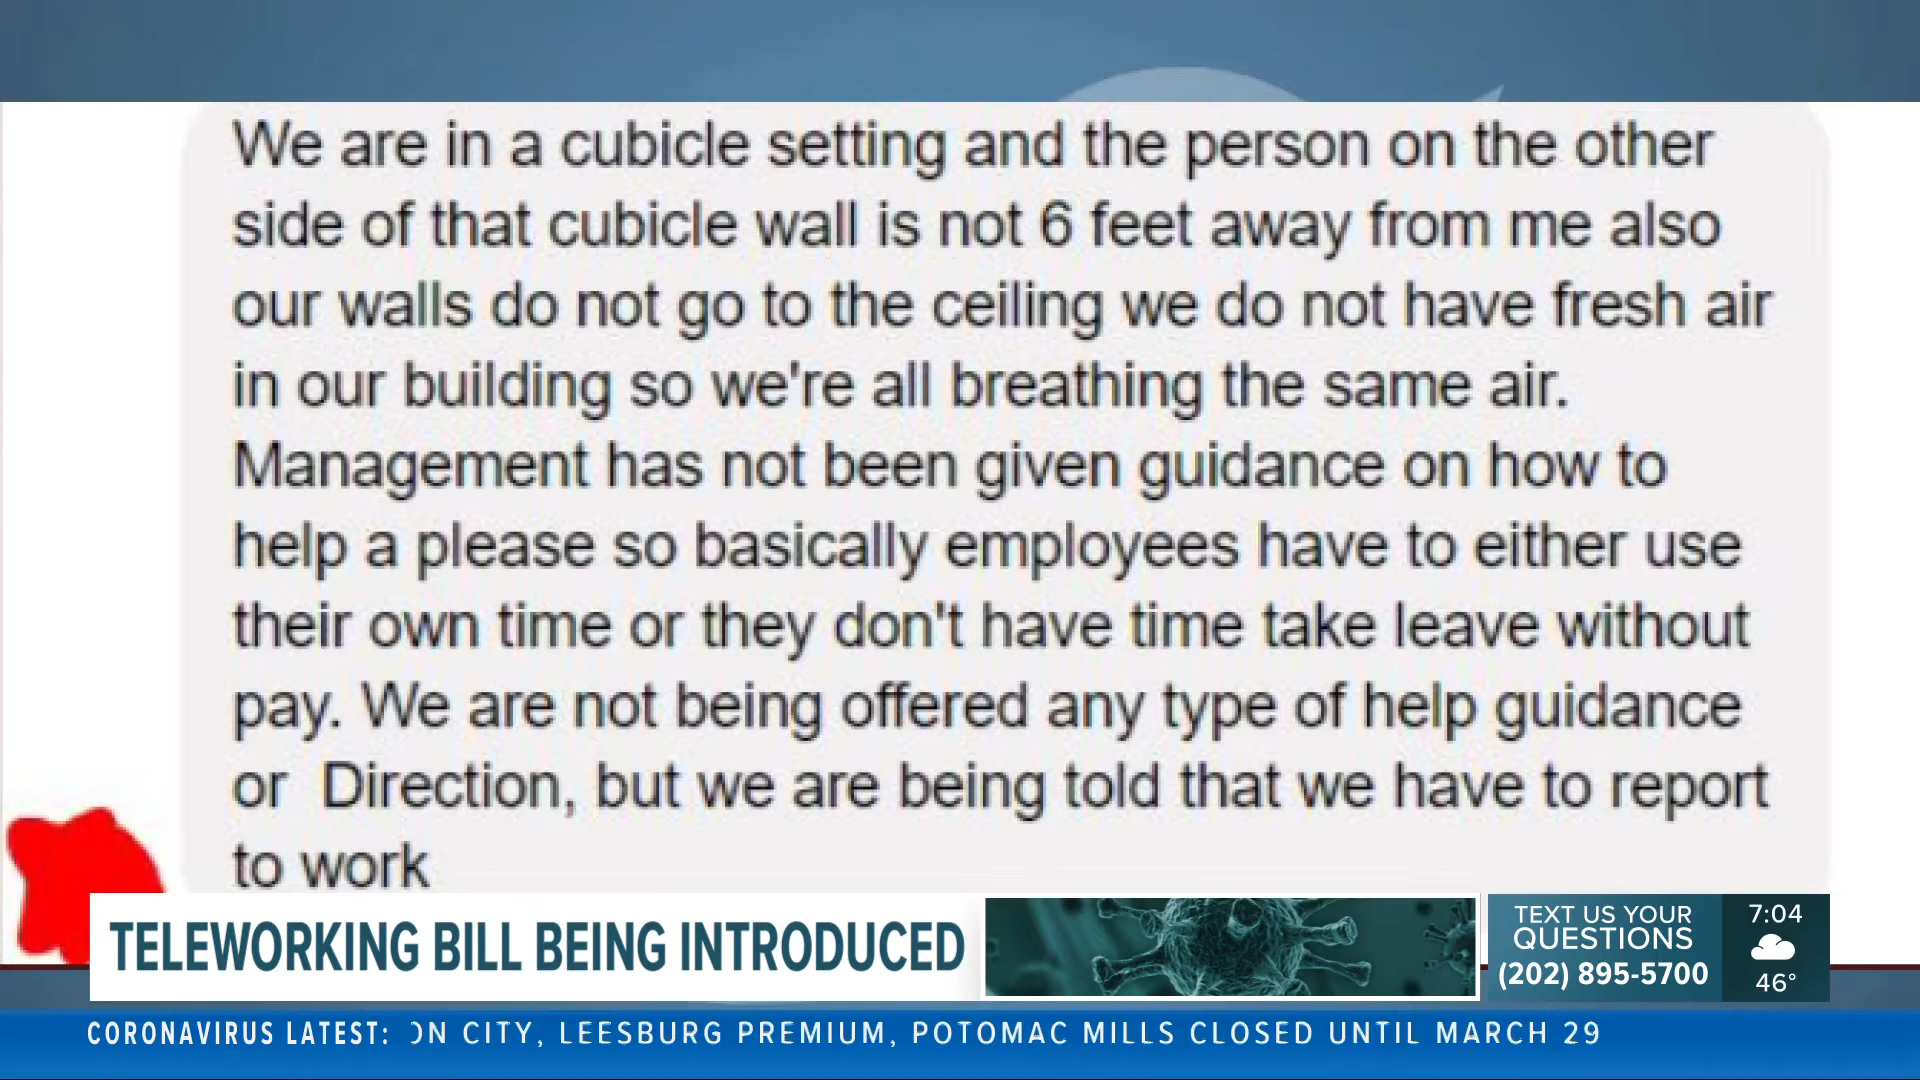 We are in a cubicle setting and the person on the other
side of that cubicle wall is not 6 feet away from me also
our walls do not go to the ceiling we do not have fresh air
in our building so we're all breathing the same air.
Management has not been given guidance on how to
help a please so basically employees have to either use
their own time or they don't have time take leave without
pay. We are not being offered any type of help guidance
or  Direction, but we are being told that we have to report
to work
TELEWORKING BILL BEING INTRODUCED
TEXT US YOUR
QUESTIONS
(202) 895-5700
7:04
46°
CORONAVIRUS LATEST: ON CITY, LEESBURG PREMIUM, POTOMAC MILLS CLOSED UNTIL MARCH 29